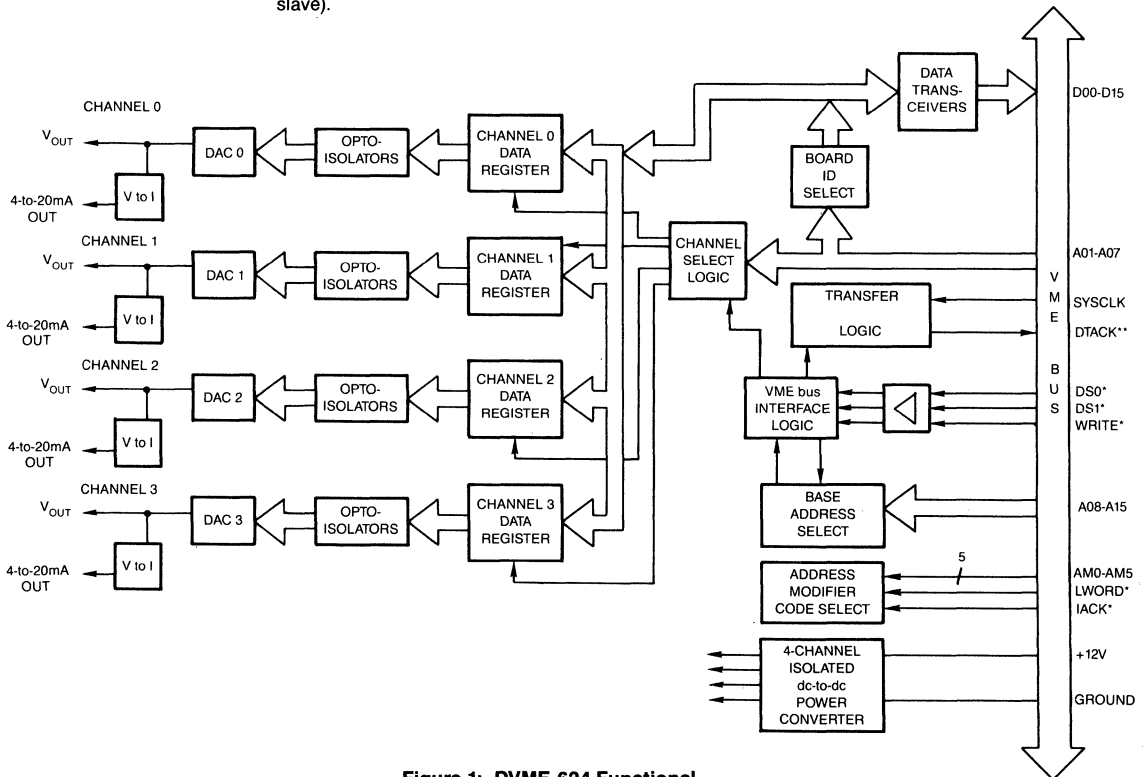 slave).
CHANNEL 0
VOUT
4-to-20mA
OUT
V to I
DAC 0
OPTO-
ISOLATORS
CHANNEL 0
DATA
REGISTER
CHANNEL 1
VOUT
4-to-20mA
OUT
V to I
DAC 1
OPTO-
ISOLATORS
CHANNEL 1
DATA
REGISTER
CHANNEL 2
VOUT
4-to-20mA
OUT
V to I
DAC 2
OPTO-
ISOLATORS
CHANNEL 2
DATA
REGISTER
CHANNEL 3
VOUT
4-to-20mA
OUT
V to I
DAC 3
OPTO-
ISOLATORS
CHANNEL 3
DATA
REGISTER
CHANNEL
SELECT
LOGIC
DATA
TRANS-
CEIVERS
BOARD
ID
SELECT
TRANSFER
LOGIC
VME bus
INTERFACE
LOGIC
BASE
ADDRESS
SELECT
5
ADDRESS
MODIFIER
CODE SELECT
4-CHANNEL
ISOLATED
dc-to-dc
POWER
CONVERTER
V
M
E
B
U
S
D00-D15
A01-A07
SYSCLK
DTACK**
DS0*
DS1*
WRITE*
A08-A15
AM0-AM5
LWORD*
IACK*
+12V
GROUND
Figure 1: DVME-624 Functional